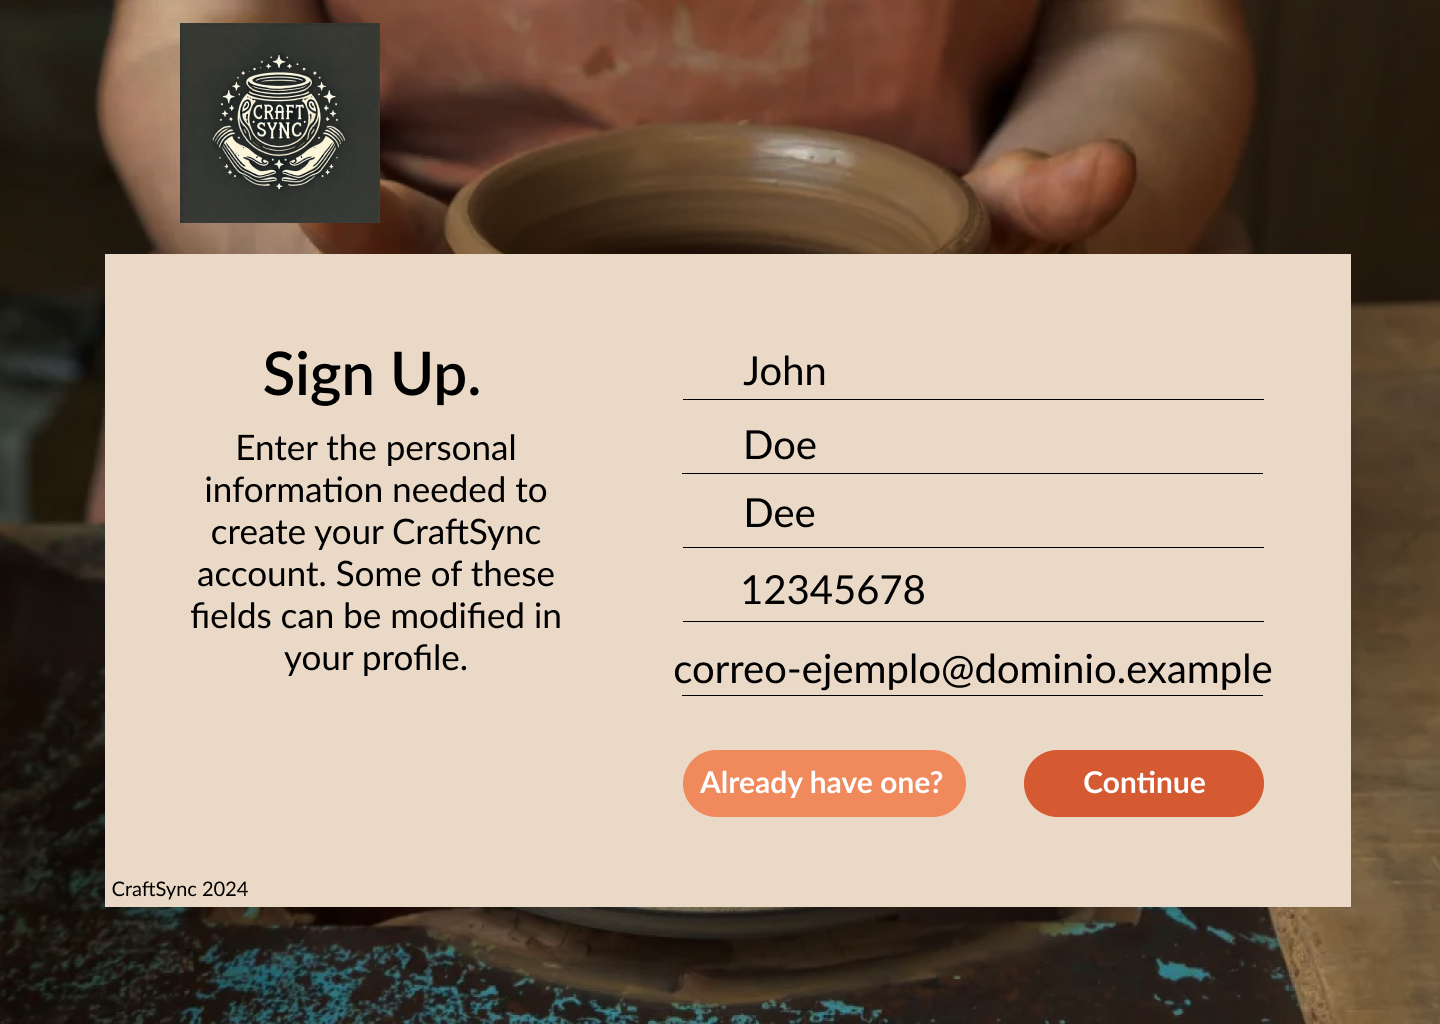 CRAFT
SYNC
Sign Up.
Enter the personal
information needed to
create your CraftSync
account. Some of these
fields can be modified in
your profile.
John
Doe
Dee
12345678
correo-ejemplo@dominio.example
Already have one?
Continue
CraftSync 2024